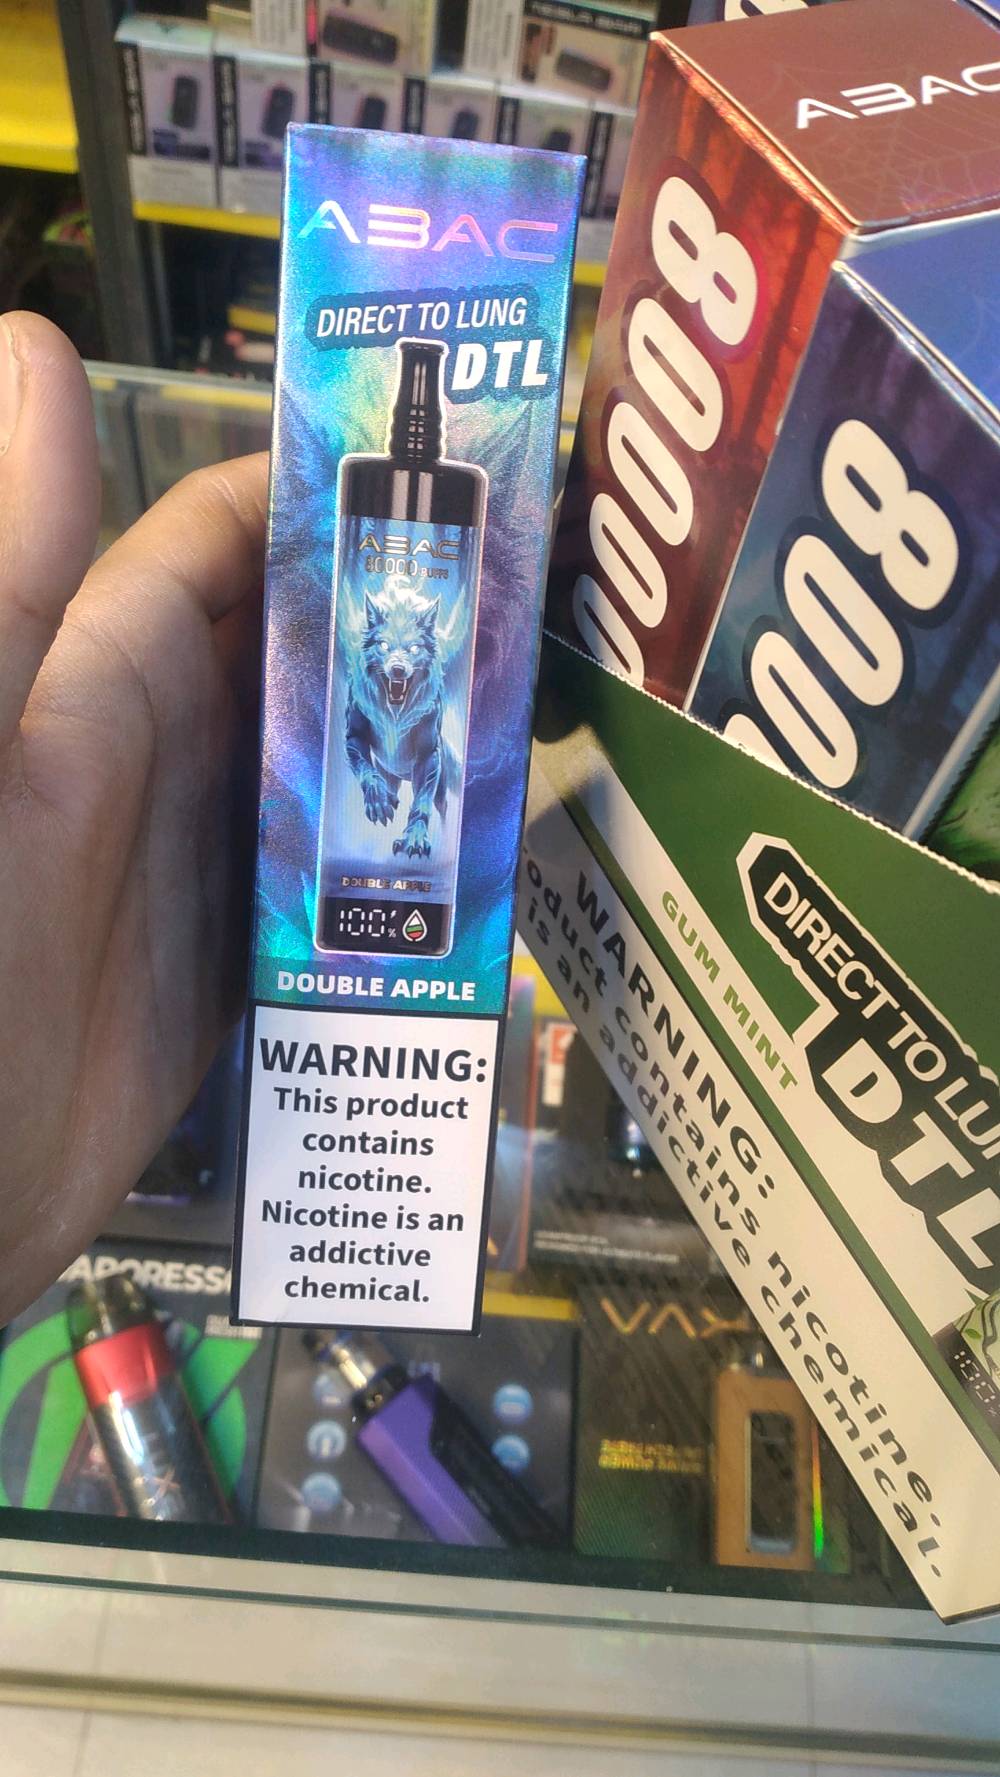 ABAC
DIRECT TO LUNG
DTL
ABAC
80000 PUFFS
DOUBLE APPLE
100%
DOUBLE APPLE
WARNING:
This product
contains
nicotine.
Nicotine is an
addictive
chemical.
ABAC
80000
8000
GUM MINT
DIRECT TO LU
DTL
WARNING:
oduct contains nicotine.
is an addictive chemical.
VAPORESSO